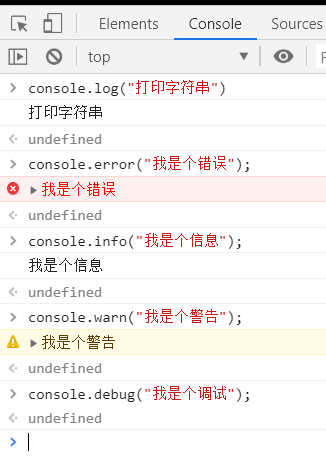 Elements Console Sources
top F
console.log("打印字符串")
打印字符串
undefined
console.error("我是个错误");
我是个错误
undefined
console.info("我是个信息");
我是个信息
undefined
console.warn("我是个警告");
我是个警告
undefined
console.debug("我是个调试");
undefined